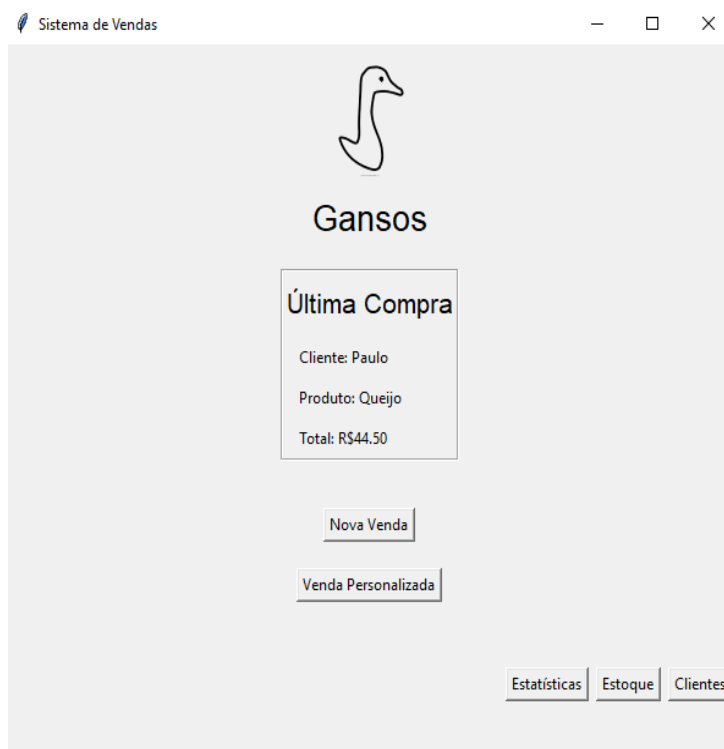 Sistema de Vendas
Gansos
Última Compra
Cliente: Paulo
Produto: Queijo
Total: R$44.50
Nova Venda
Venda Personalizada
Estatísticas Estoque Clientes